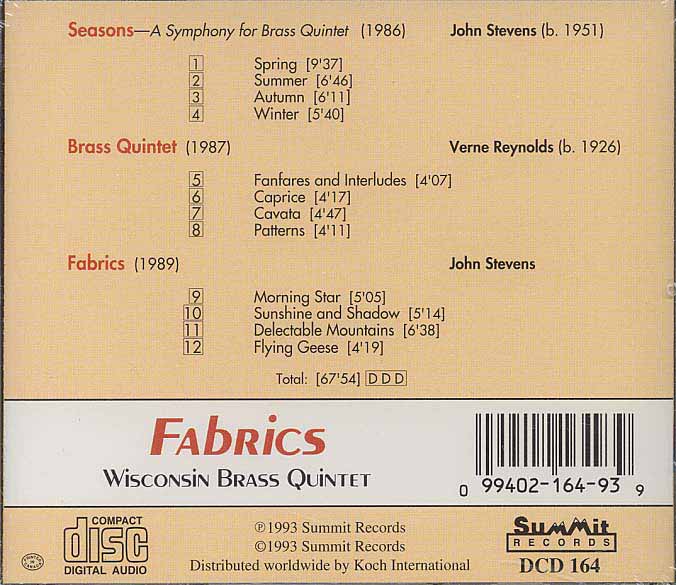 Seasons—A Symphony for Brass Quintet (1986) John Stevens (b. 1951)
1 Spring [9'37]
2 Summer [6'46]
3 Autumn [6'11]
4 Winter [5'40]
Brass Quintet (1987) Verne Reynolds (b. 1926)
5 Fanfares and Interludes [4'07]
6 Caprice [4'17]
7 Cavata [4'47]
8 Patterns [4'11]
Fabrics (1989) John Stevens
9 Morning Star [5'05]
10 Sunshine and Shadow [5'14]
11 Delectable Mountains [6'38]
12 Flying Geese [4'19]
Total: [67'54] DDD
Fabrics
Wisconsin Brass Quintet
0 99402-164-93 9
PRINTED IN CANADA
COMPACT
disc
DIGITAL AUDIO
℗1993 Summit Records
©1993 Summit Records
Distributed worldwide by Koch International
Summit
RECORDS
DCD 164